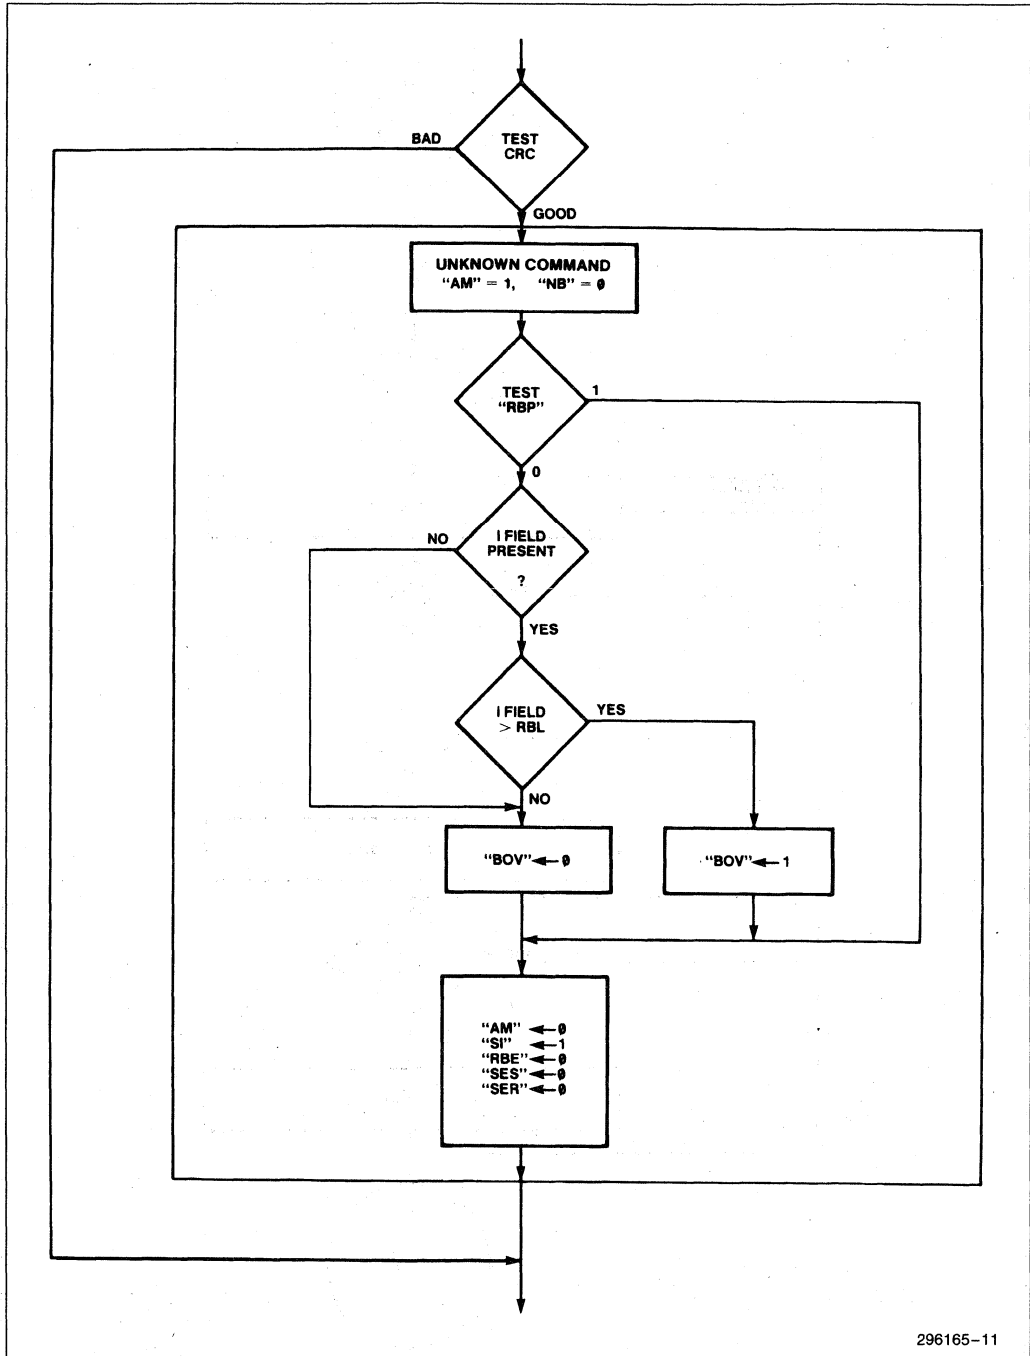 TEST
CRC
BAD
GOOD
UNKNOWN COMMAND
"AM" = 1, "NB" = 0
TEST
"RBP"
1
0
I FIELD
PRESENT
?
NO
YES
I FIELD
> RBL
YES
NO
"BOV" ← 0
"BOV" ← 1
"AM" ← 0
"SI" ← 1
"RBE" ← 0
"SES" ← 0
"SER" ← 0
296165-11